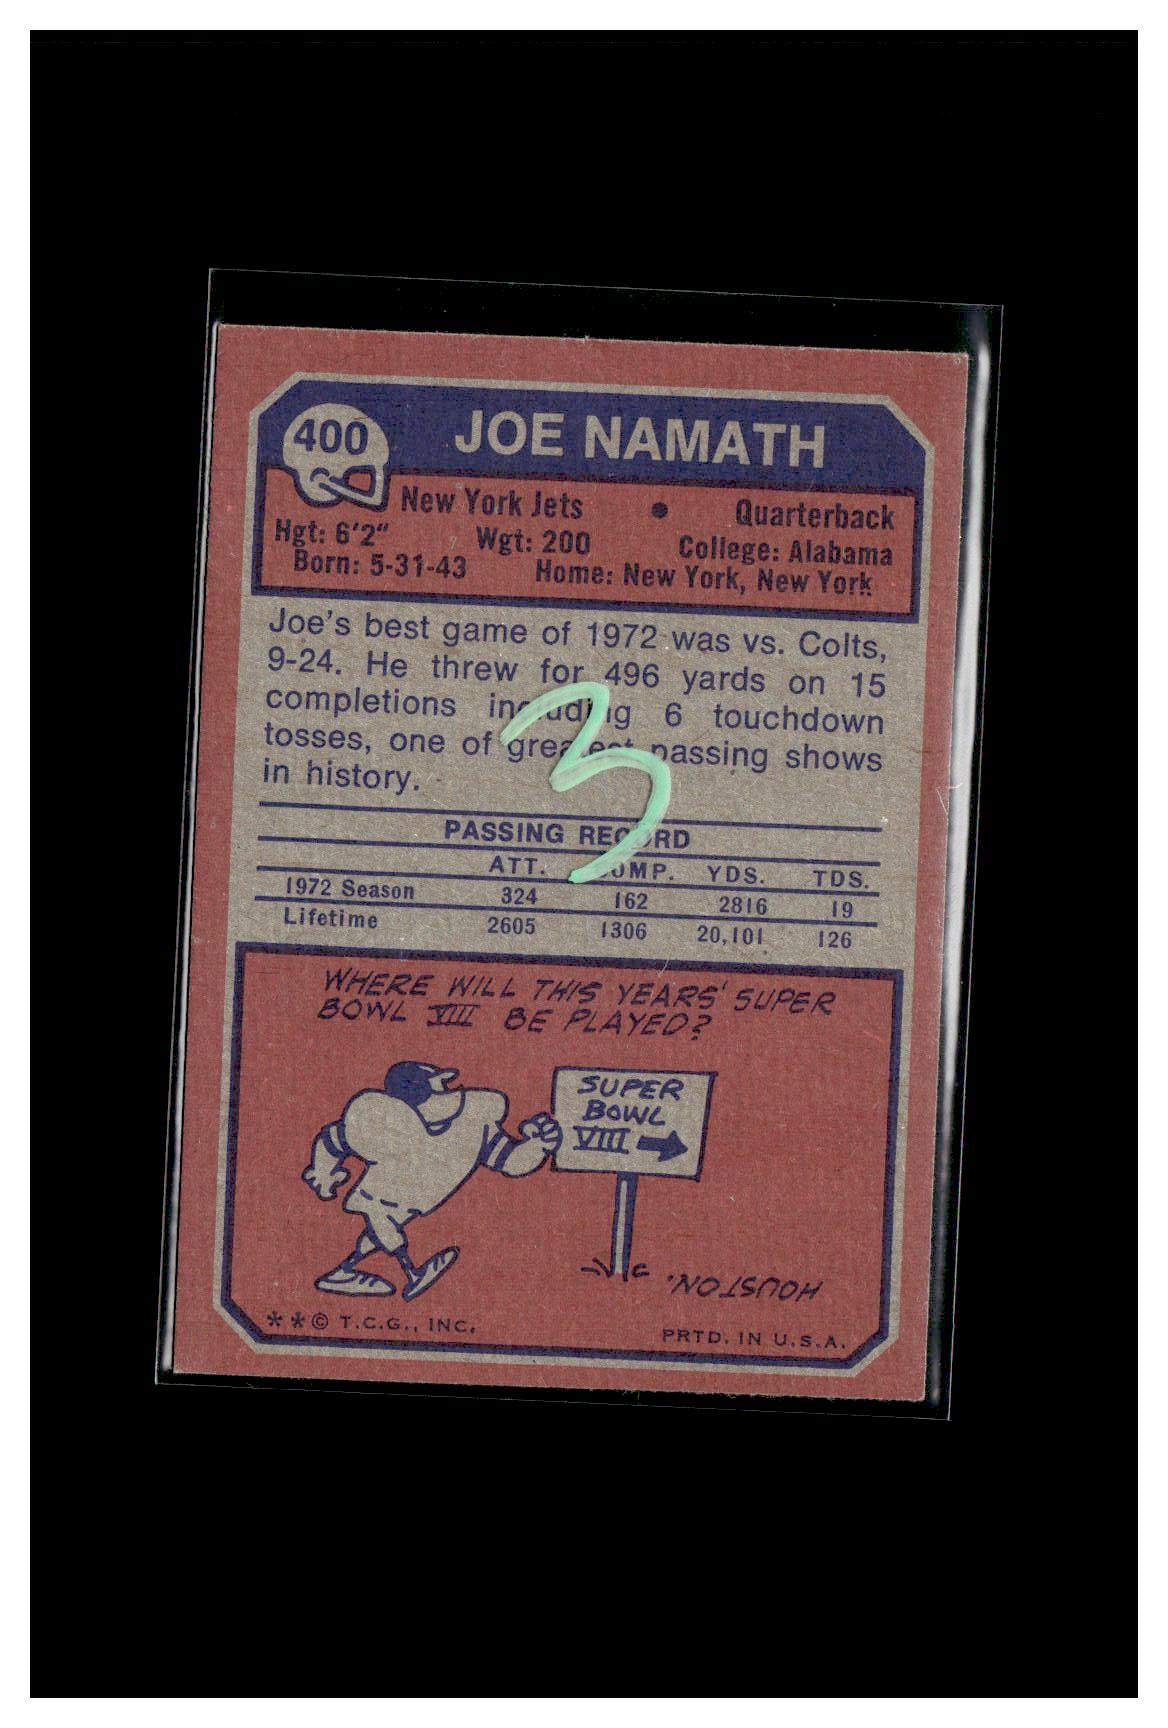 400
JOE NAMATH
New York Jets • Quarterback
Hgt: 6'2" Wgt: 200 College: Alabama
Born: 5-31-43 Home: New York, New York
Joe's best game of 1972 was vs. Colts,
9-24. He threw for 496 yards on 15
completions including 6 touchdown
tosses, one of greatest passing shows
in history.
3
PASSING RECORD
ATT. COMP. YDS. TDS.
1972 Season 324 162 2816 19
Lifetime 2605 1306 20,101 126
WHERE WILL THIS YEARS' SUPER
BOWL VIII BE PLAYED?
SUPER
BOWL
VIII
HOUSTON.
**© T.C.G., INC. PRTD. IN U.S.A.